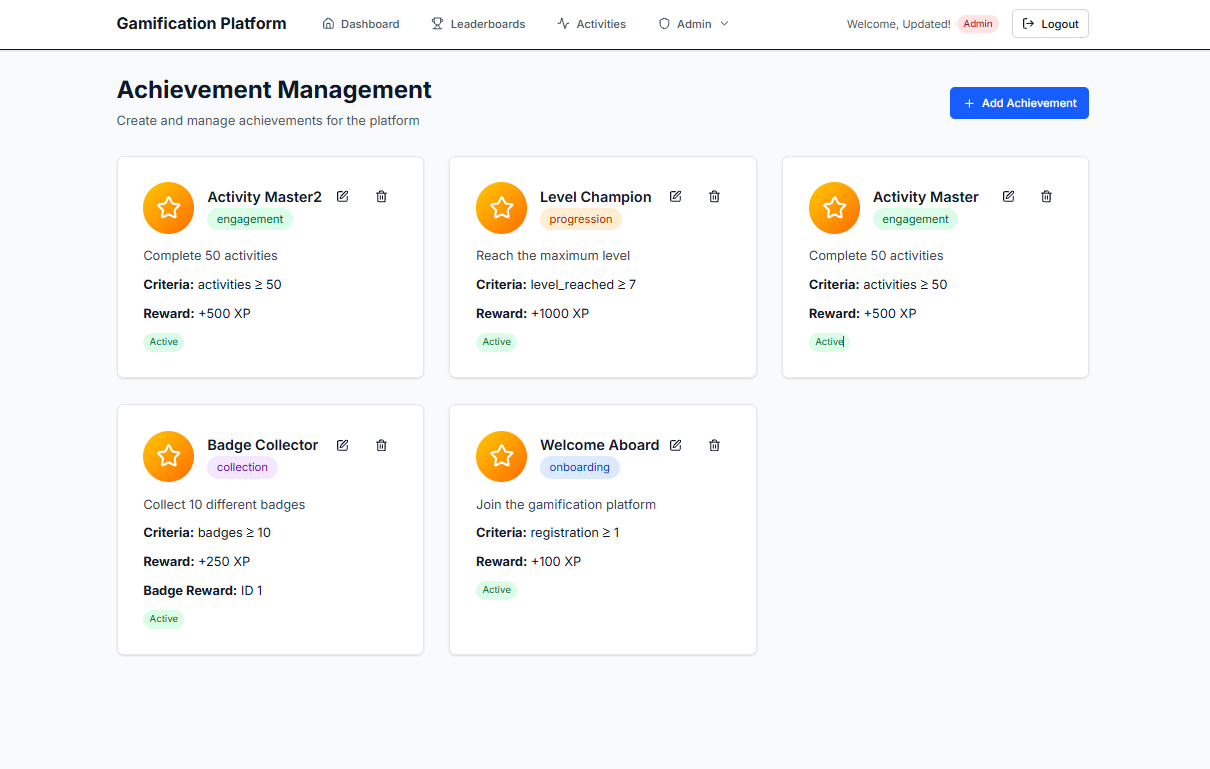 Gamification Platform
Dashboard
Leaderboards
Activities
Admin
Welcome, Updated!
Admin
Logout
Achievement Management
Create and manage achievements for the platform
Add Achievement
Activity Master2
engagement
Complete 50 activities
Criteria: activities ≥ 50
Reward: +500 XP
Active
Level Champion
progression
Reach the maximum level
Criteria: level_reached ≥ 7
Reward: +1000 XP
Active
Activity Master
engagement
Complete 50 activities
Criteria: activities ≥ 50
Reward: +500 XP
Active
Badge Collector
collection
Collect 10 different badges
Criteria: badges ≥ 10
Reward: +250 XP
Badge Reward: ID 1
Active
Welcome Aboard
onboarding
Join the gamification platform
Criteria: registration ≥ 1
Reward: +100 XP
Active